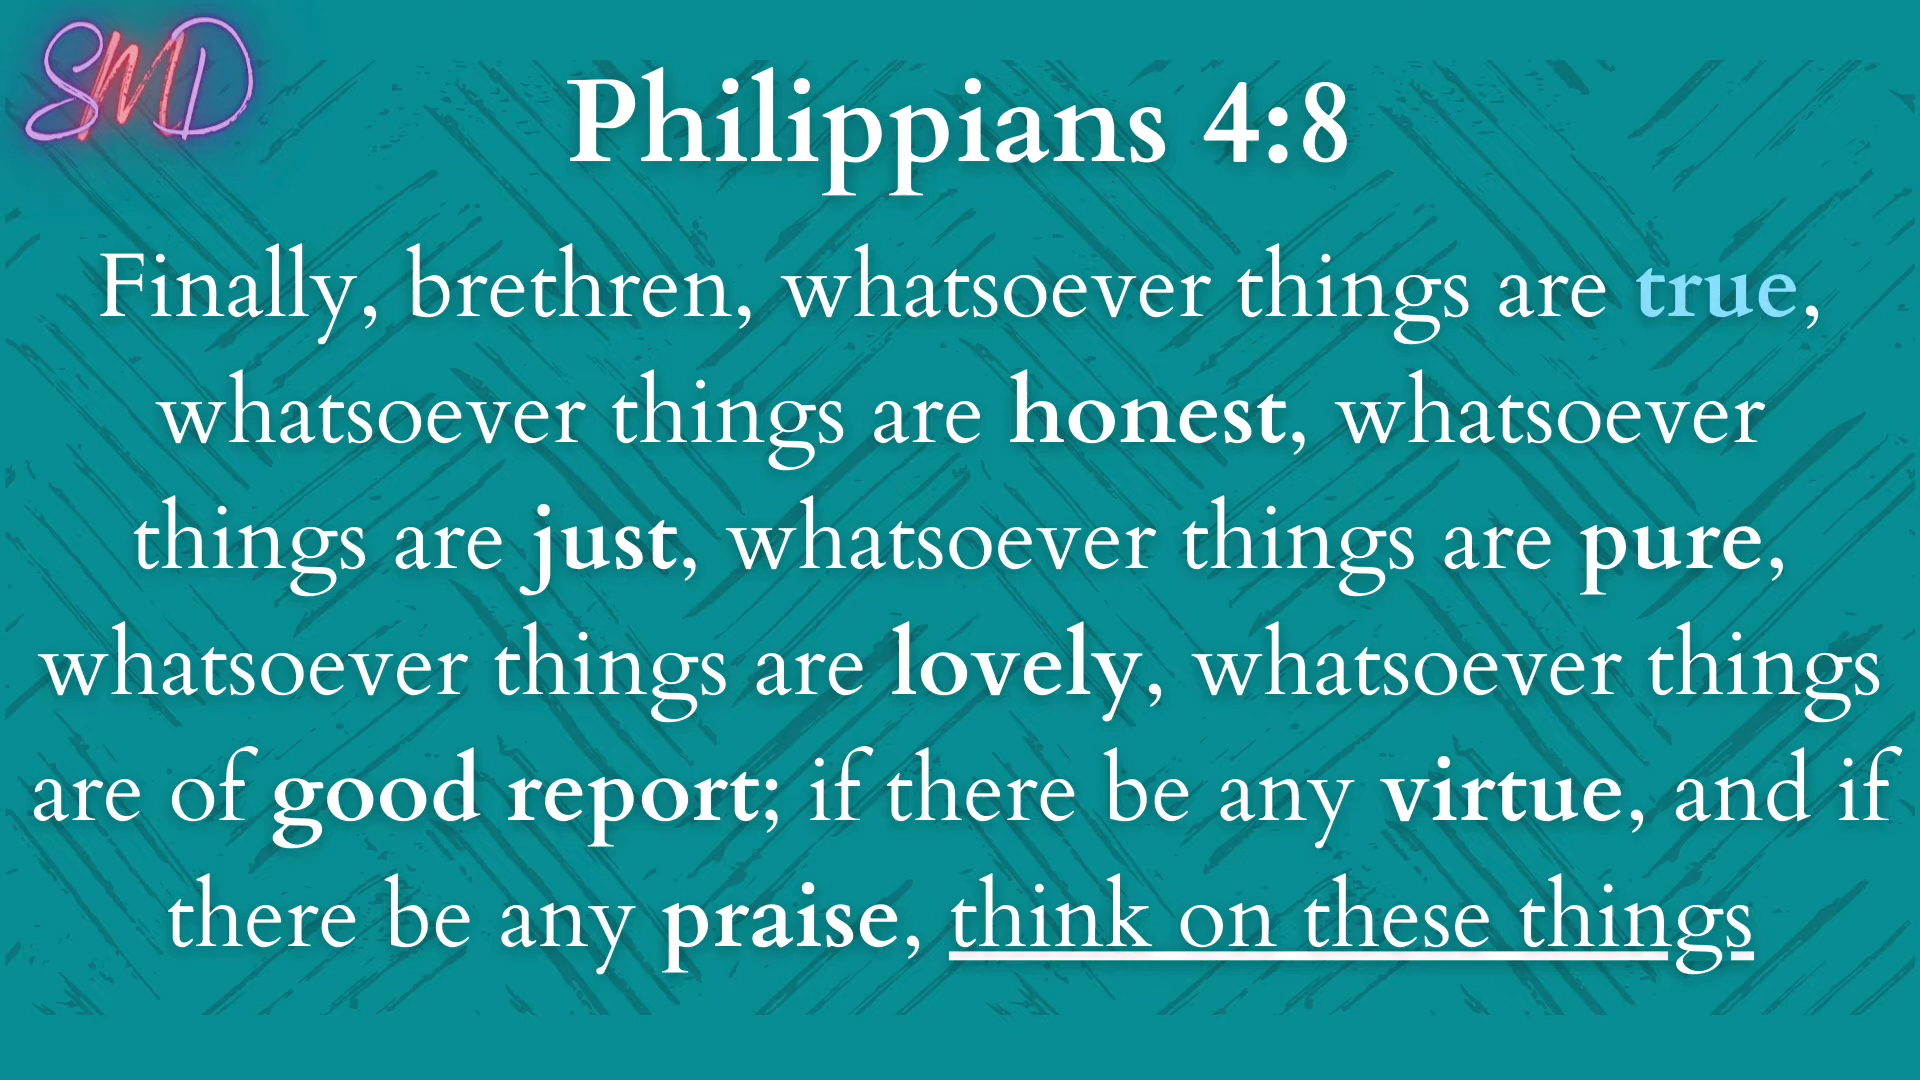 SMD
Philippians 4:8
Finally, brethren, whatsoever things are true,
whatsoever things are honest, whatsoever
things are just, whatsoever things are pure,
whatsoever things are lovely, whatsoever things
are of good report; if there be any virtue, and if
there be any praise, think on these things